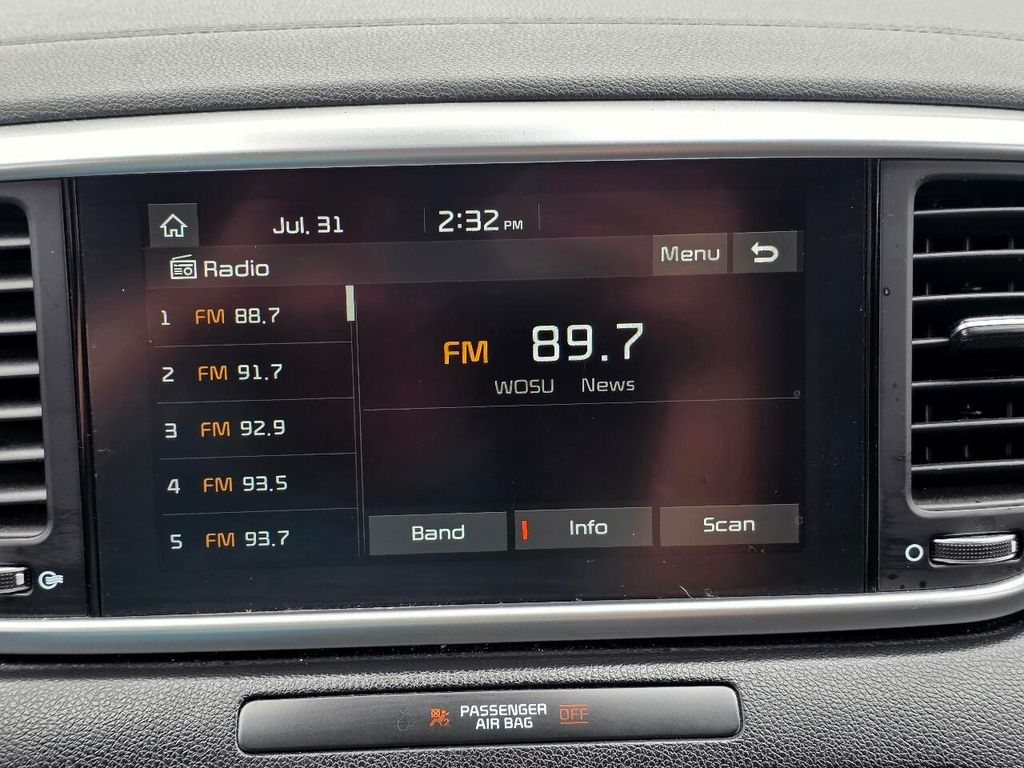 Jul. 31 2:32 PM
Radio Menu
1 FM 88.7
2 FM 91.7
3 FM 92.9
4 FM 93.5
5 FM 93.7
FM 89.7
WOSU News
Band Info Scan
PASSENGER
AIR BAG OFF